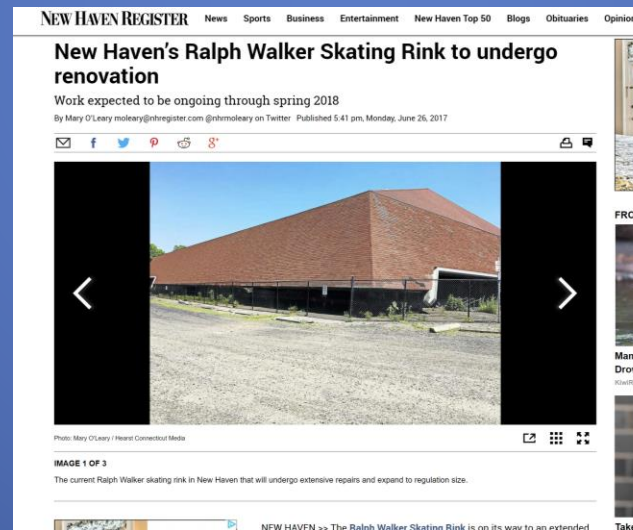 NEW HAVEN REGISTER News Sports Business Entertainment New Haven Top 50 Blogs Obituaries Opinion
New Haven's Ralph Walker Skating Rink to undergo
renovation
Work expected to be ongoing through spring 2018
By Mary O'Leary moleary@nhregister.com @nhrmoleary on Twitter Published 5:41 pm, Monday, June 26, 2017
Photo: Mary O'Leary / Hearst Connecticut Media
IMAGE 1 OF 3
The current Ralph Walker skating rink in New Haven that will undergo extensive repairs and expand to regulation size.
NEW HAVEN >> The Ralph Walker Skating Rink is on its way to an extended
FRO
Man
Drov
Take